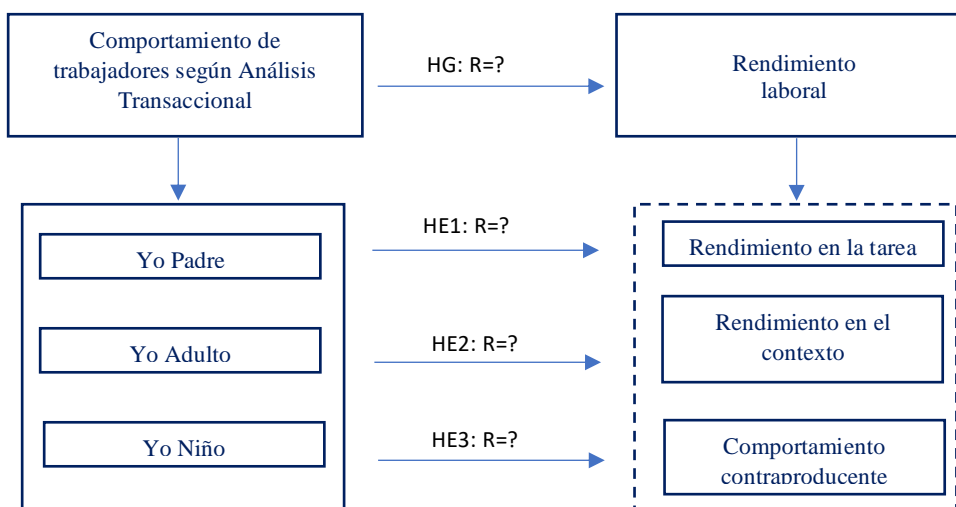 Comportamiento de
trabajadores según Análisis
Transaccional
HG: R=?
Rendimiento
laboral
Yo Padre
HE1: R=?
Rendimiento en la tarea
Yo Adulto
HE2: R=?
Rendimiento en el
contexto
Yo Niño
HE3: R=?
Comportamiento
contraproducente